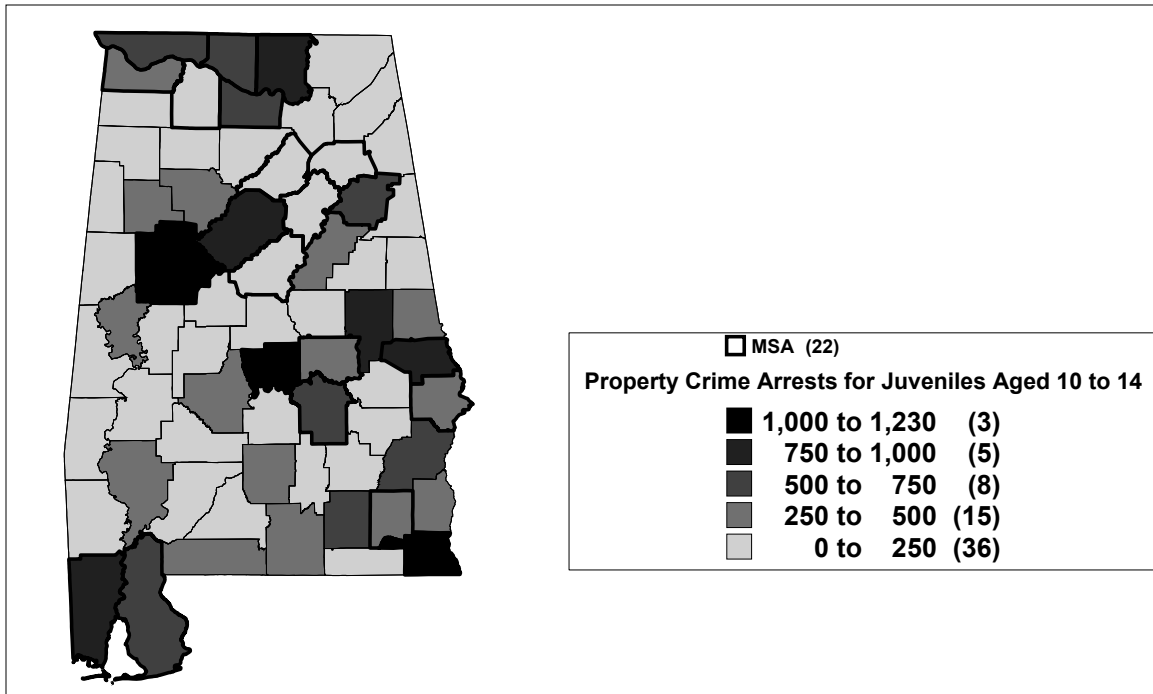 MSA (22)
Property Crime Arrests for Juveniles Aged 10 to 14
1,000 to 1,230 (3)
750 to 1,000 (5)
500 to 750 (8)
250 to 500 (15)
0 to 250 (36)